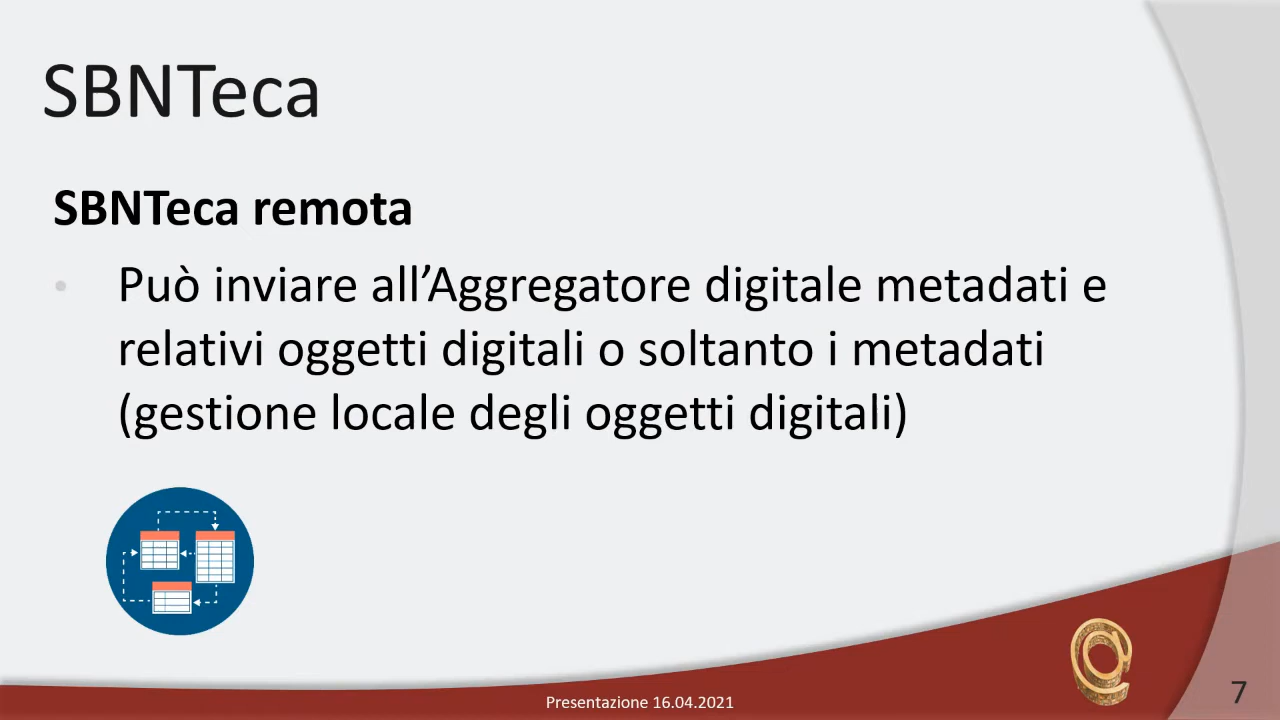 SBNTeca
SBNTeca remota
• Può inviare all’Aggregatore digitale metadati e
relativi oggetti digitali o soltanto i metadati
(gestione locale degli oggetti digitali)
Presentazione 16.04.2021
7